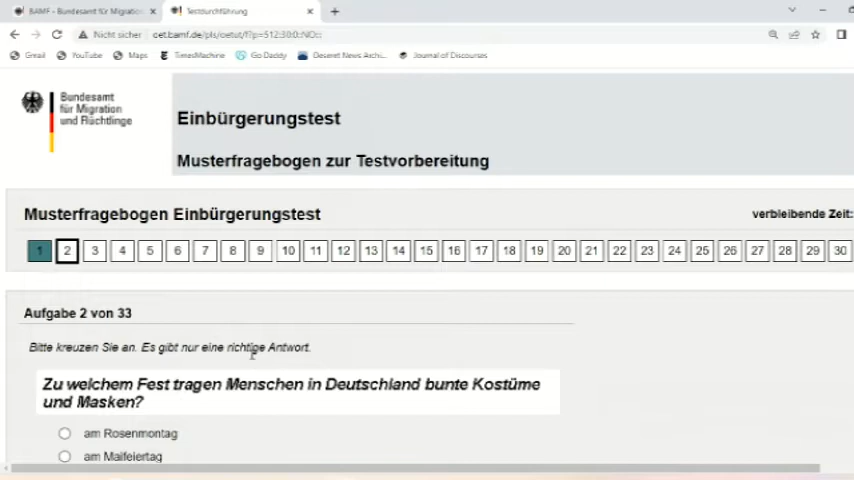 BAMF - Bundesamt für Migration
Testdurchführung
Nicht sicher
oet.bamf.de/pls/oetut/f?p=512:30:0::NO::
Gmail
YouTube
Maps
TimesMachine
Go Daddy
Deseret News Archi...
Journal of Discourses
Bundesamt
für Migration
und Flüchtlinge
Einbürgerungstest
Musterfragebogen zur Testvorbereitung
Musterfragebogen Einbürgerungstest
verbleibende Zeit:
1 2 3 4 5 6 7 8 9 10 11 12 13 14 15 16 17 18 19 20 21 22 23 24 25 26 27 28 29 30
Aufgabe 2 von 33
Bitte kreuzen Sie an. Es gibt nur eine richtige Antwort.
Zu welchem Fest tragen Menschen in Deutschland bunte Kostüme
und Masken?
am Rosenmontag
am Maifeiertag